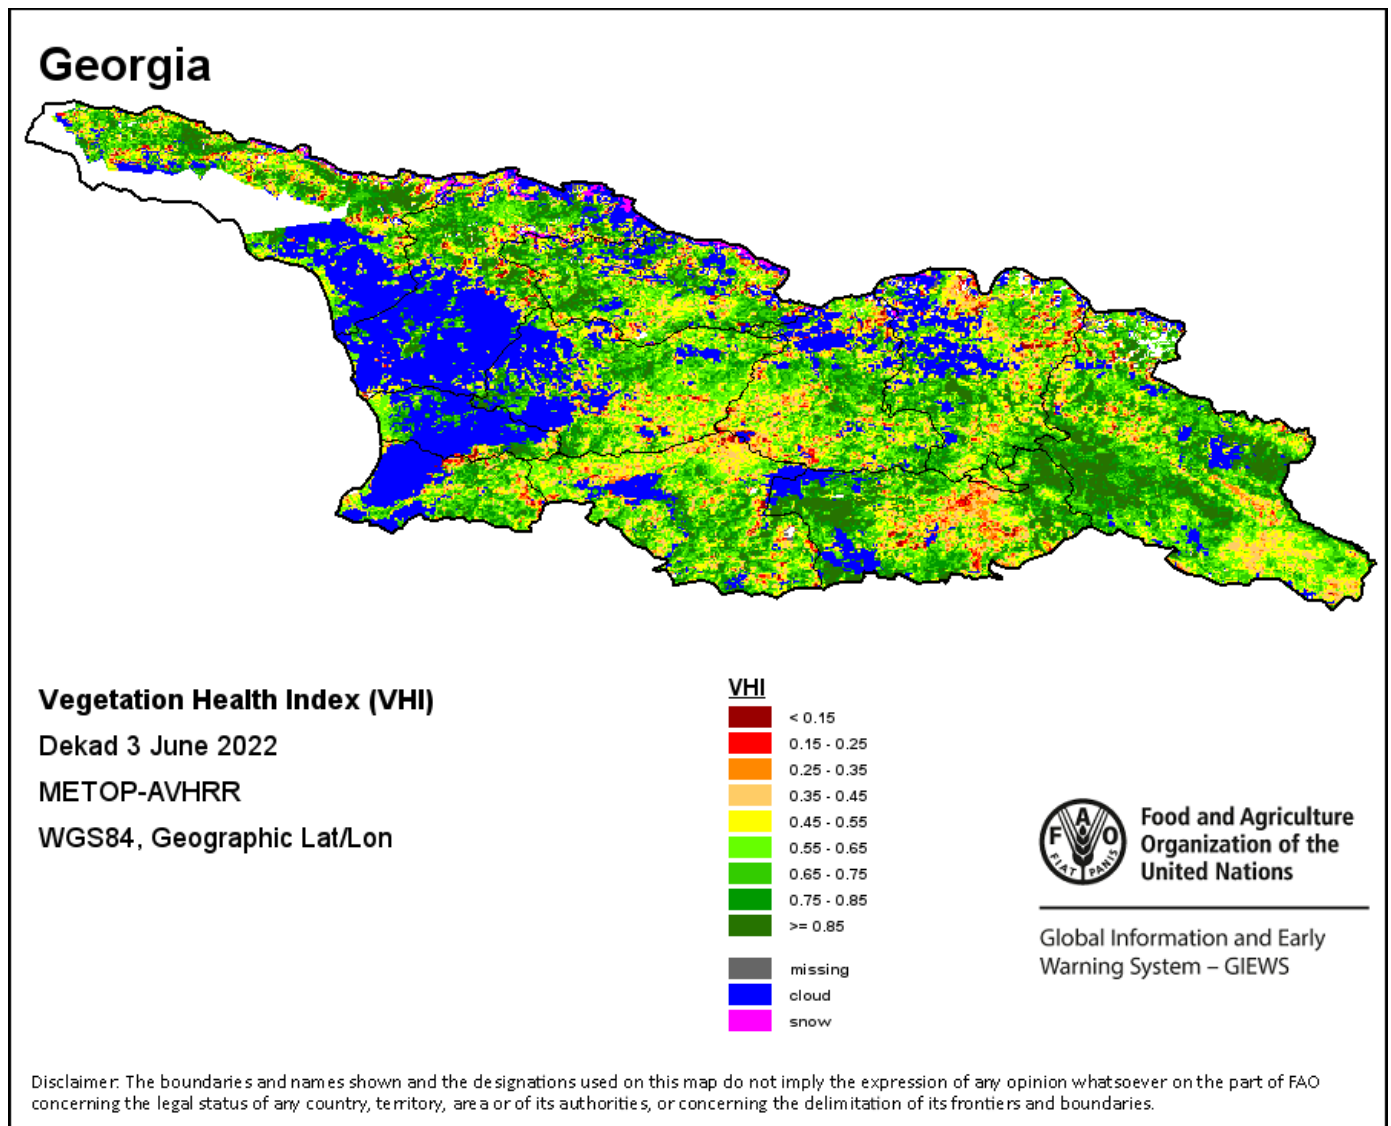 Georgia
Vegetation Health Index (VHI)
Dekad 3 June 2022
METOP-AVHRR
WGS84, Geographic Lat/Lon
VHI
< 0.15
0.15 - 0.25
0.25 - 0.35
0.35 - 0.45
0.45 - 0.55
0.55 - 0.65
0.65 - 0.75
0.75 - 0.85
>= 0.85
missing
cloud
snow
F A O
FIAT PANIS
Food and Agriculture
Organization of the
United Nations
Global Information and Early
Warning System – GIEWS
Disclaimer: The boundaries and names shown and the designations used on this map do not imply the expression of any opinion whatsoever on the part of FAO
concerning the legal status of any country, territory, area or of its authorities, or concerning the delimitation of its frontiers and boundaries.